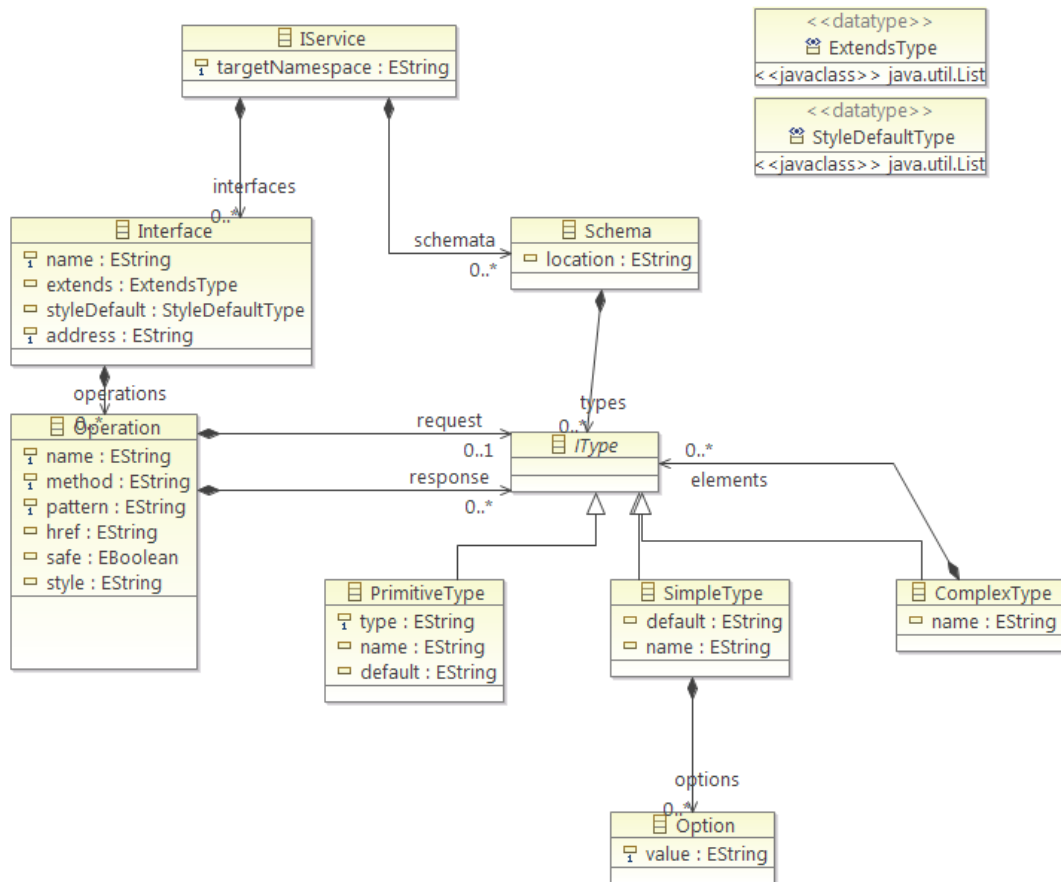 IService
targetNamespace : EString
<<datatype>>
ExtendsType
<<javaclass>> java.util.List
<<datatype>>
StyleDefaultType
<<javaclass>> java.util.List
interfaces
0..*
schemata
0..*
Interface
name : EString
extends : ExtendsType
styleDefault : StyleDefaultType
address : EString
Schema
location : EString
operations
0..*
types
0..*
Operation
name : EString
method : EString
pattern : EString
href : EString
safe : EBoolean
style : EString
request
0..1
response
0..*
IType
0..*
elements
PrimitiveType
type : EString
name : EString
default : EString
SimpleType
default : EString
name : EString
ComplexType
name : EString
options
0..*
Option
value : EString